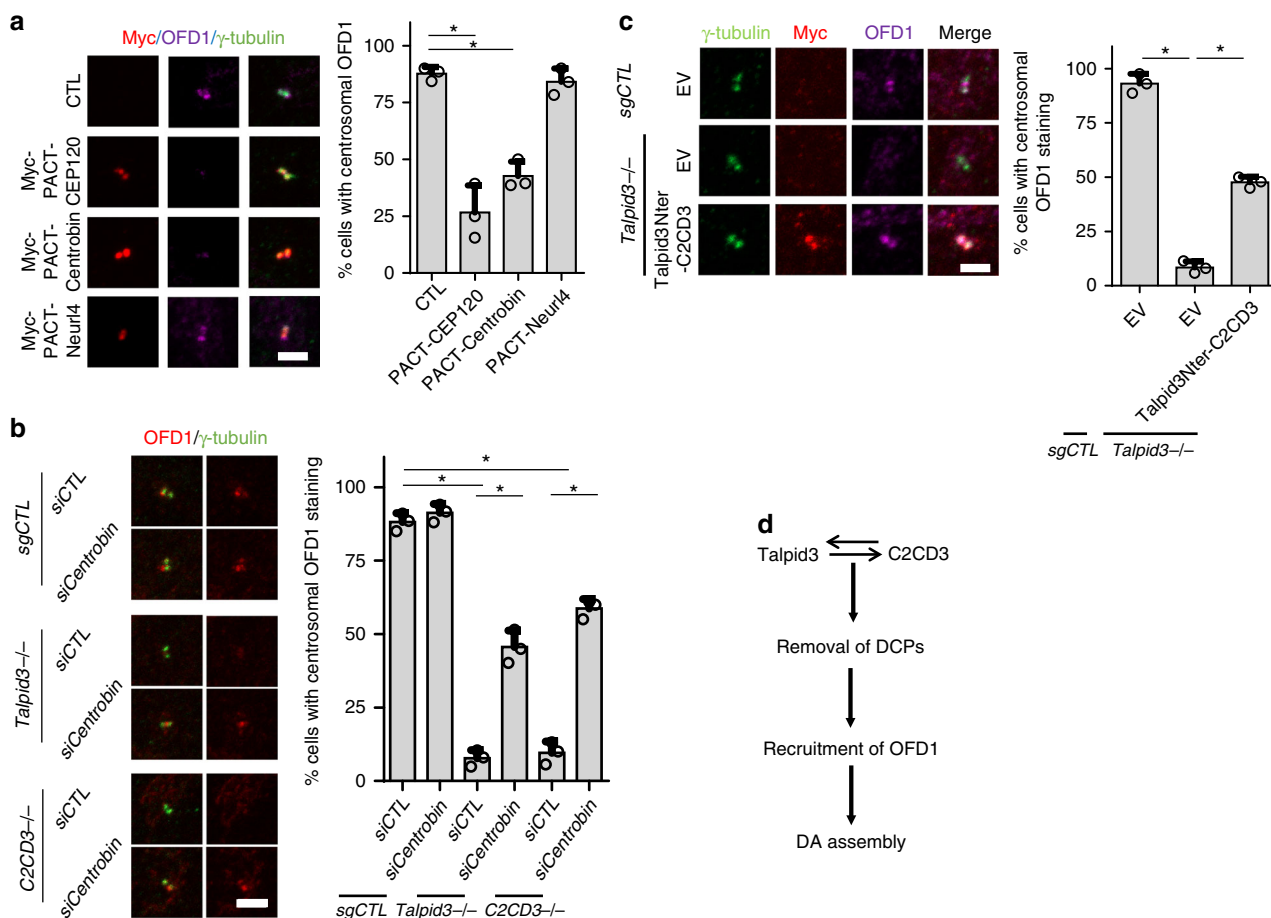 a
Myc/OFD1/γ-tubulin
CTL
Myc-
PACT-
CEP120
Myc-
PACT-
Centrobin
Myc-
PACT-
Neurl4
% cells with centrosomal OFD1
100
75
50
25
0
*
*
CTL
PACT-CEP120
PACT-Centrobin
PACT-Neurl4
c
γ-tubulin Myc OFD1 Merge
sgCTL
EV
Talpid3–/–
EV
Talpid3Nter
-C2CD3
% cells with centrosomal
OFD1 staining
100
75
50
25
0
* *
EV
EV
Talpid3Nter-C2CD3
sgCTL Talpid3–/–
b
OFD1/γ-tubulin
sgCTL
siCTL
siCentrobin
Talpid3–/–
siCTL
siCentrobin
C2CD3–/–
siCTL
siCentrobin
% cells with centrosomal OFD1 staining
100
75
50
25
0
*
*
*
*
siCTL
siCentrobin
siCTL
siCentrobin
siCTL
siCentrobin
sgCTL Talpid3–/– C2CD3–/–
d
Talpid3 C2CD3
Removal of DCPs
Recruitment of OFD1
DA assembly